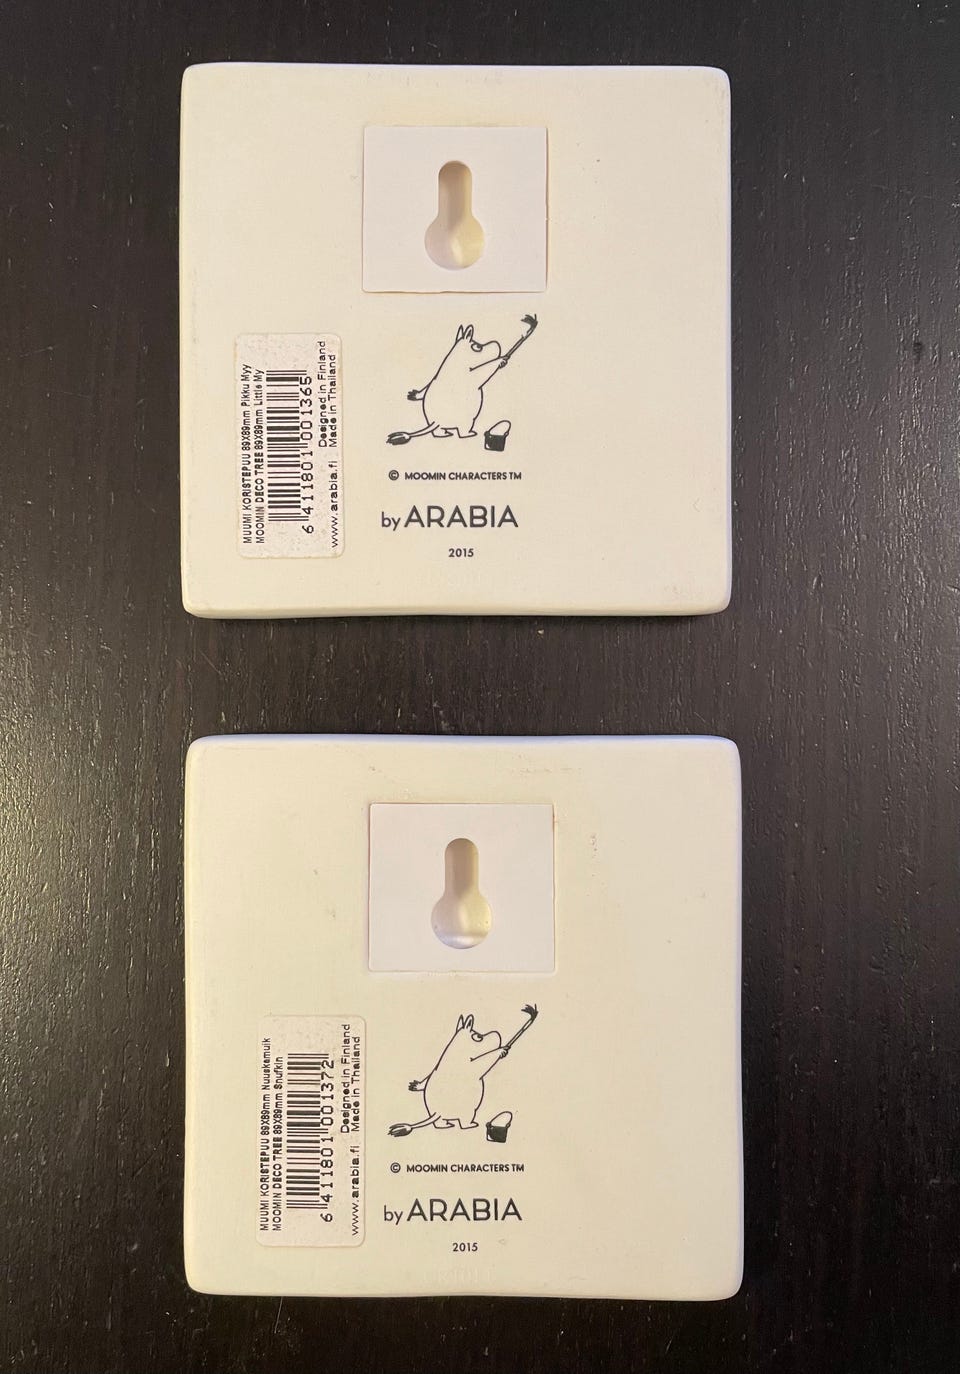 MUUMI KORISTEPUU 89X89mm Pikku Myy
MOOMIN DECO TREE 89X89mm Little My
6 411801 001365
Designed in Finland
www.arabia.fi Made in Thailand
© MOOMIN CHARACTERS TM
by ARABIA
2015
MUUMI KORISTEPUU 89X89mm Nuuskamuik
MOOMIN DECO TREE 89X89mm Snufkin
6 411801 001372
Designed in Finland
www.arabia.fi Made in Thailand
© MOOMIN CHARACTERS TM
by ARABIA
2015